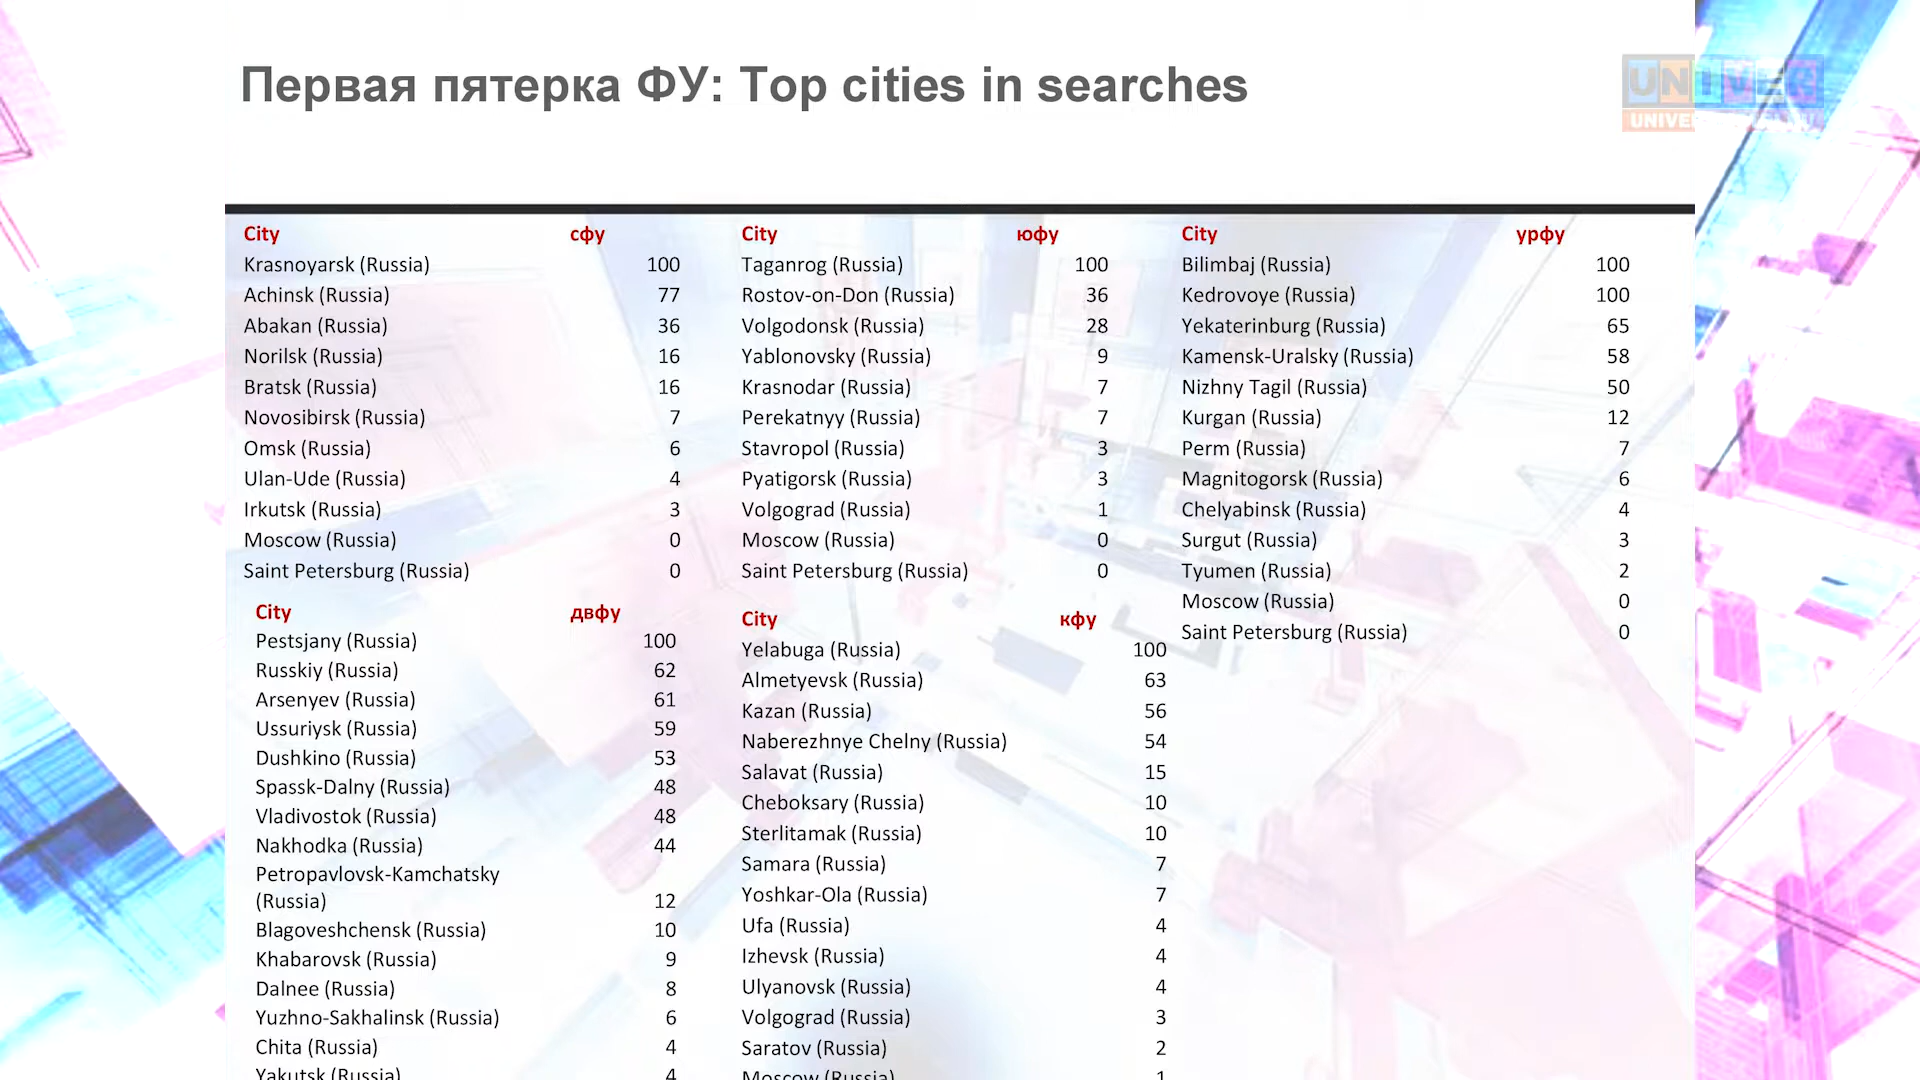 Первая пятерка ФУ: Top cities in searches
UNIVER
City сфу
Krasnoyarsk (Russia) 100
Achinsk (Russia) 77
Abakan (Russia) 36
Norilsk (Russia) 16
Bratsk (Russia) 16
Novosibirsk (Russia) 7
Omsk (Russia) 6
Ulan-Ude (Russia) 4
Irkutsk (Russia) 3
Moscow (Russia) 0
Saint Petersburg (Russia) 0
City юфу
Taganrog (Russia) 100
Rostov-on-Don (Russia) 36
Volgodonsk (Russia) 28
Yablonovsky (Russia) 9
Krasnodar (Russia) 7
Perekatnyy (Russia) 7
Stavropol (Russia) 3
Pyatigorsk (Russia) 3
Volgograd (Russia) 1
Moscow (Russia) 0
Saint Petersburg (Russia) 0
City урфу
Bilimbaj (Russia) 100
Kedrovoye (Russia) 100
Yekaterinburg (Russia) 65
Kamensk-Uralsky (Russia) 58
Nizhny Tagil (Russia) 50
Kurgan (Russia) 12
Perm (Russia) 7
Magnitogorsk (Russia) 6
Chelyabinsk (Russia) 4
Surgut (Russia) 3
Tyumen (Russia) 2
Moscow (Russia) 0
Saint Petersburg (Russia) 0
City двфу
Pestsjany (Russia) 100
Russkiy (Russia) 62
Arsenyev (Russia) 61
Ussuriysk (Russia) 59
Dushkino (Russia) 53
Spassk-Dalny (Russia) 48
Vladivostok (Russia) 48
Nakhodka (Russia) 44
Petropavlovsk-Kamchatsky
(Russia) 12
Blagoveshchensk (Russia) 10
Khabarovsk (Russia) 9
Dalnee (Russia) 8
Yuzhno-Sakhalinsk (Russia) 6
Chita (Russia) 4
Yakutsk (Russia) 4
City кфу
Yelabuga (Russia) 100
Almetyevsk (Russia) 63
Kazan (Russia) 56
Naberezhnye Chelny (Russia) 54
Salavat (Russia) 15
Cheboksary (Russia) 10
Sterlitamak (Russia) 10
Samara (Russia) 7
Yoshkar-Ola (Russia) 7
Ufa (Russia) 4
Izhevsk (Russia) 4
Ulyanovsk (Russia) 4
Volgograd (Russia) 3
Saratov (Russia) 2
Moscow (Russia) 1